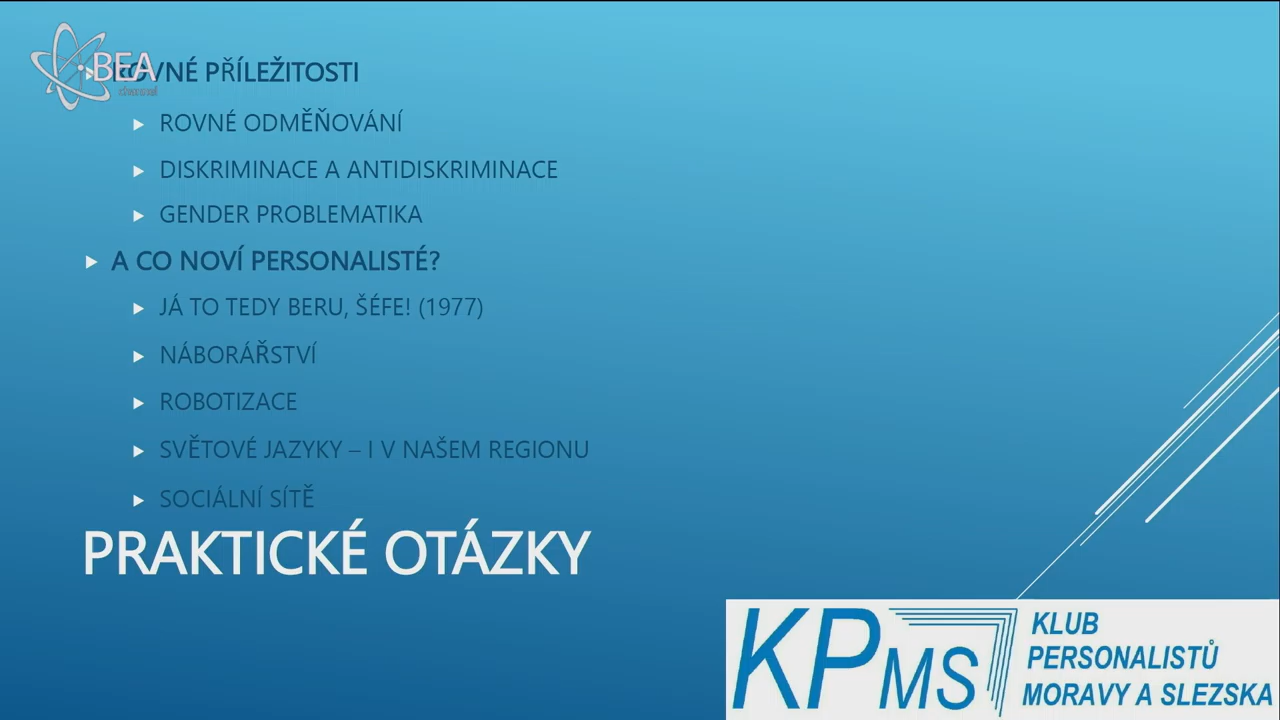 BEA
ROVNÉ PŘÍLEŽITOSTI
ROVNÉ ODMĚŇOVÁNÍ
DISKRIMINACE A ANTIDISKRIMINACE
GENDER PROBLEMATIKA
A CO NOVÍ PERSONALISTÉ?
JÁ TO TEDY BERU, ŠÉFE! (1977)
NÁBORÁŘSTVÍ
ROBOTIZACE
SVĚTOVÉ JAZYKY – I V NAŠEM REGIONU
SOCIÁLNÍ SÍTĚ
PRAKTICKÉ OTÁZKY
KPMS
KLUB
PERSONALISTŮ
MORAVY A SLEZSKA